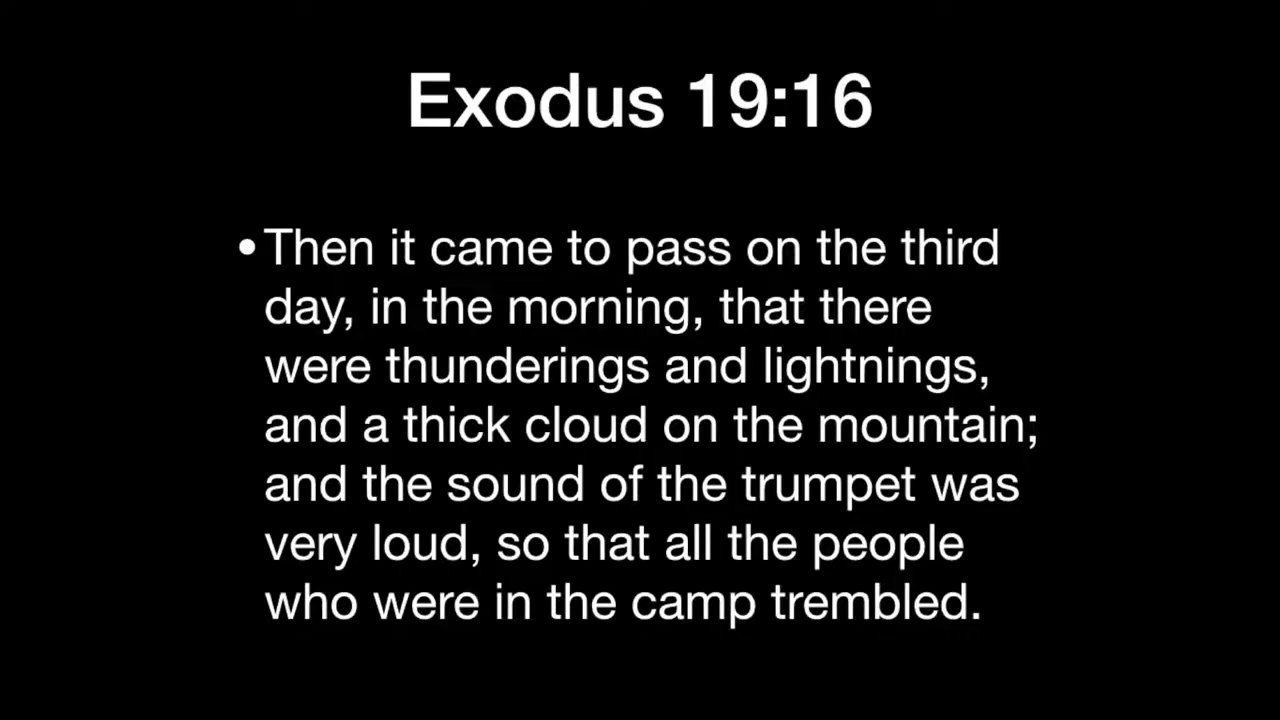 Exodus 19:16
•Then it came to pass on the third
day, in the morning, that there
were thunderings and lightnings,
and a thick cloud on the mountain;
and the sound of the trumpet was
very loud, so that all the people
who were in the camp trembled.